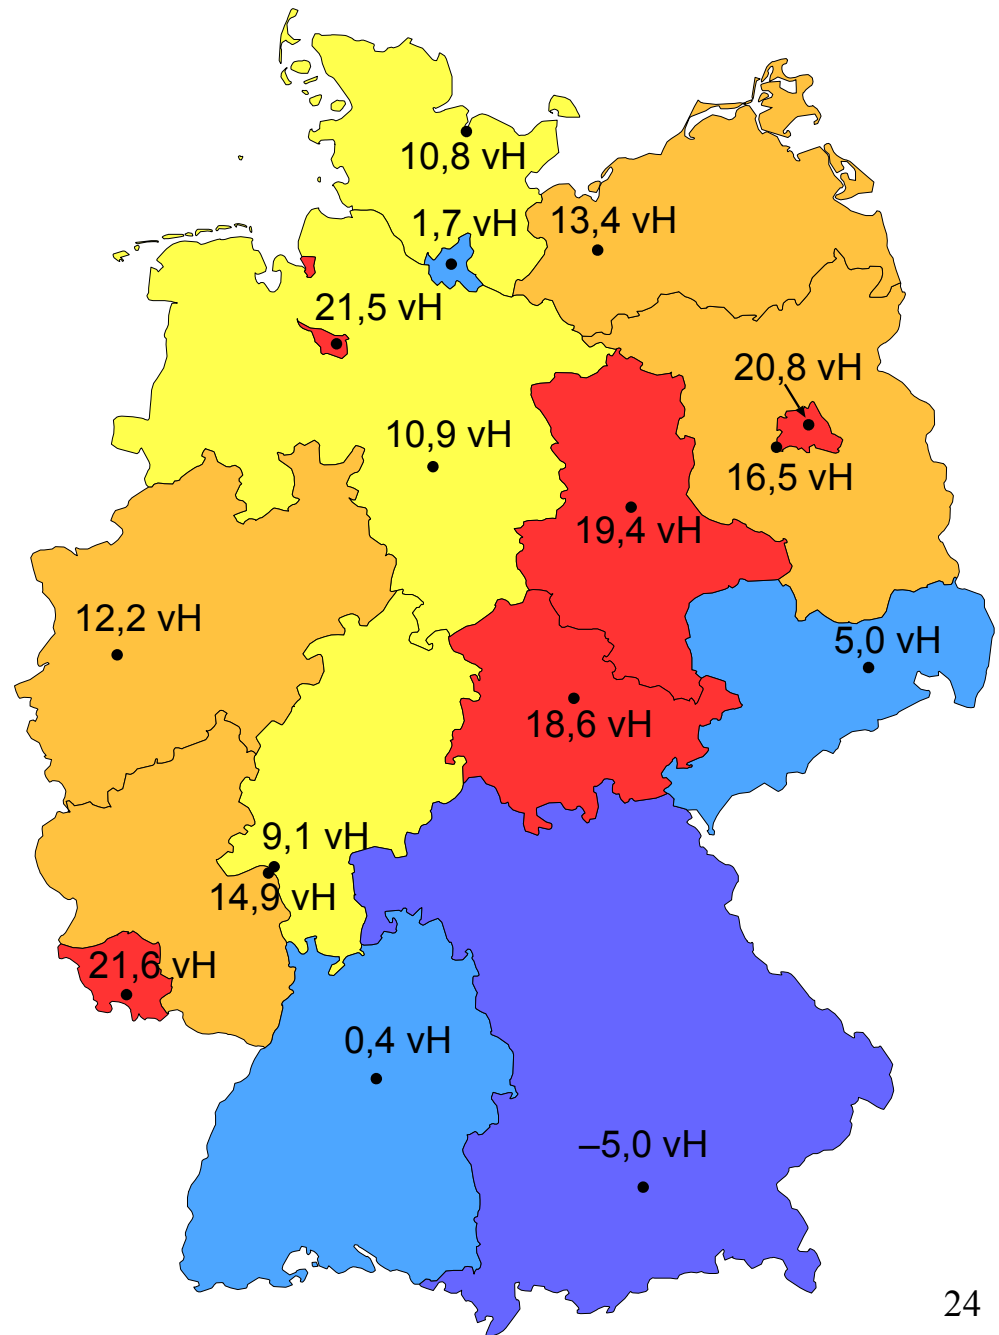 10,8 vH
1,7 vH
13,4 vH
21,5 vH
20,8 vH
10,9 vH
16,5 vH
19,4 vH
12,2 vH
5,0 vH
18,6 vH
9,1 vH
14,9 vH
21,6 vH
0,4 vH
–5,0 vH
24